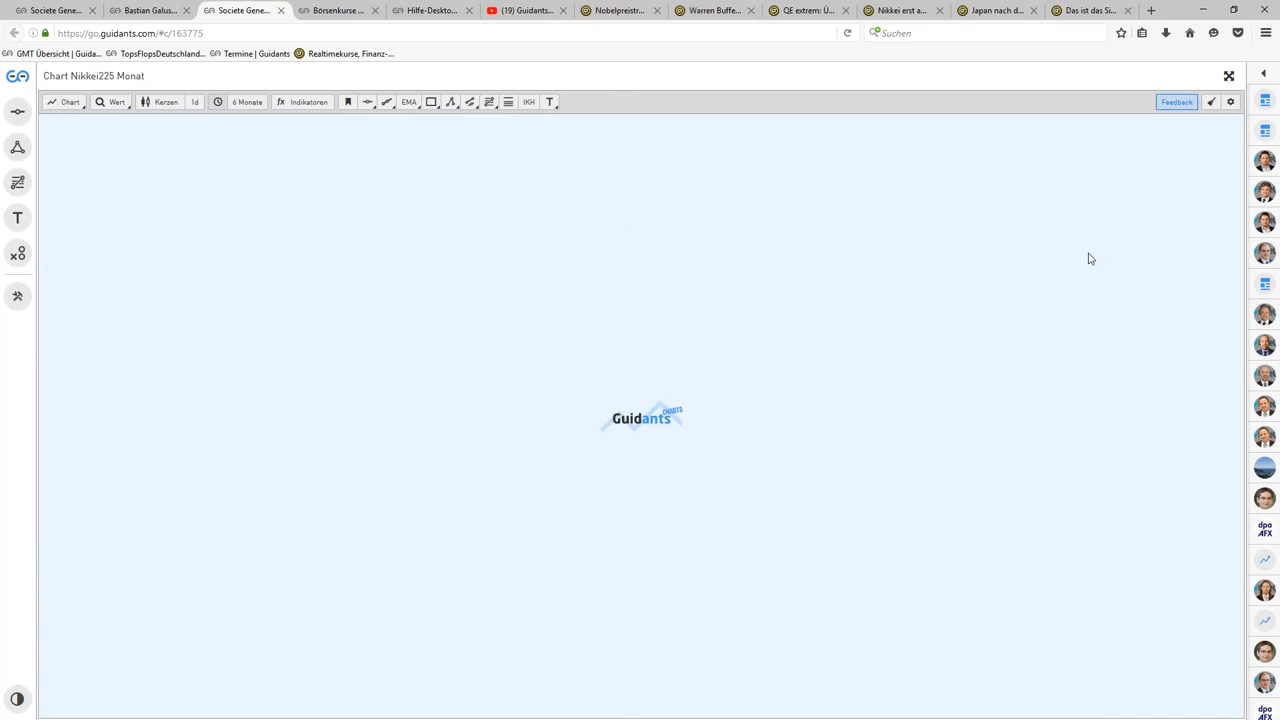 Societe Gene...
Bastian Galus...
Societe Gene...
Börsenkurse ...
Hilfe-Deskto...
(19) Guidants...
Nobelpreistr...
Warren Buffe...
QE extrem: Ü...
Nikkei erst a...
Japan nach d...
Das ist das Si...
https://go.guidants.com/#c/163775
Suchen
GMT Übersicht | Guida...
TopsFlopsDeutschland...
Termine | Guidants
Realtimekurse, Finanz-...
Chart Nikkei225 Monat
Chart
Wert
Kerzen
1d
6 Monate
fx Indikatoren
EMA
IKH
T
Feedback
T
Guidants
CHARTS
dpa
AFX
dpa
AFX